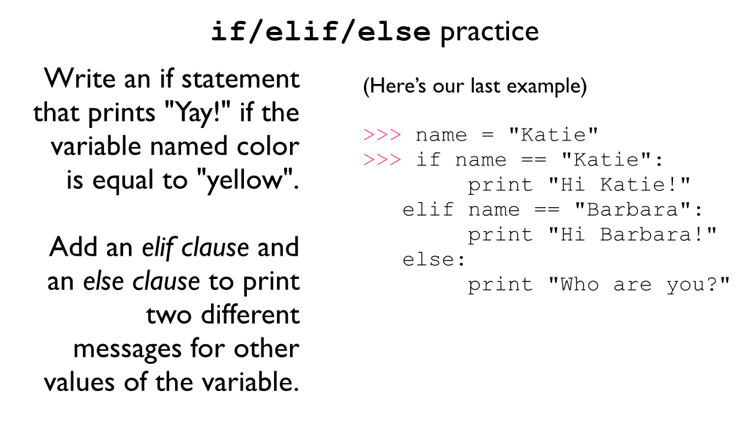 if/elif/else practice
Write an if statement
that prints "Yay!" if the
variable named color
is equal to "yellow".
Add an elif clause and
an else clause to print
two different
messages for other
values of the variable.
(Here's our last example)
>>> name = "Katie"
>>> if name == "Katie":
        print "Hi Katie!"
    elif name == "Barbara":
        print "Hi Barbara!"
    else:
        print "Who are you?"